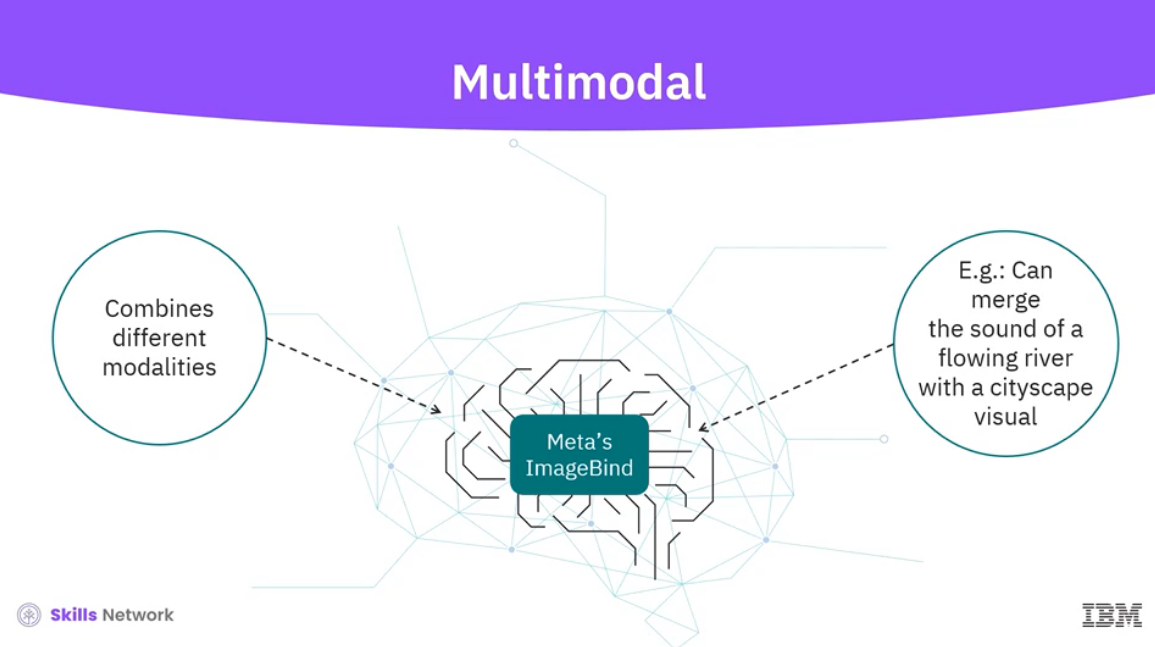 Multimodal
Combines
different
modalities
Meta's
ImageBind
E.g.: Can
merge
the sound of a
flowing river
with a cityscape
visual
Skills Network
IBM